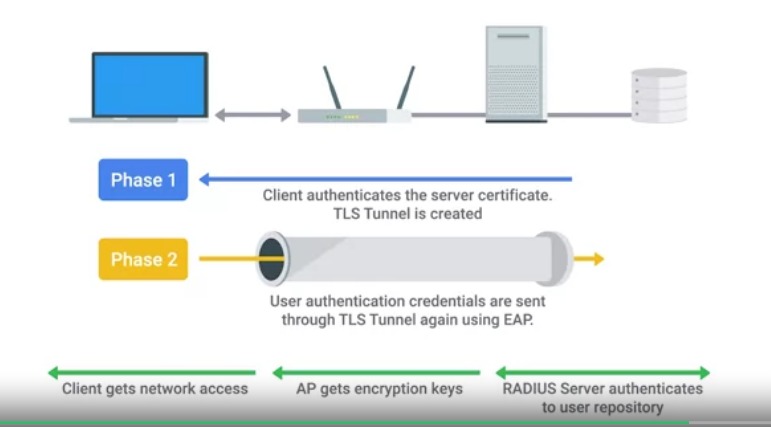 Phase 1
Client authenticates the server certificate.
TLS Tunnel is created
Phase 2
User authentication credentials are sent
through TLS Tunnel again using EAP.
Client gets network access
AP gets encryption keys
RADIUS Server authenticates
to user repository